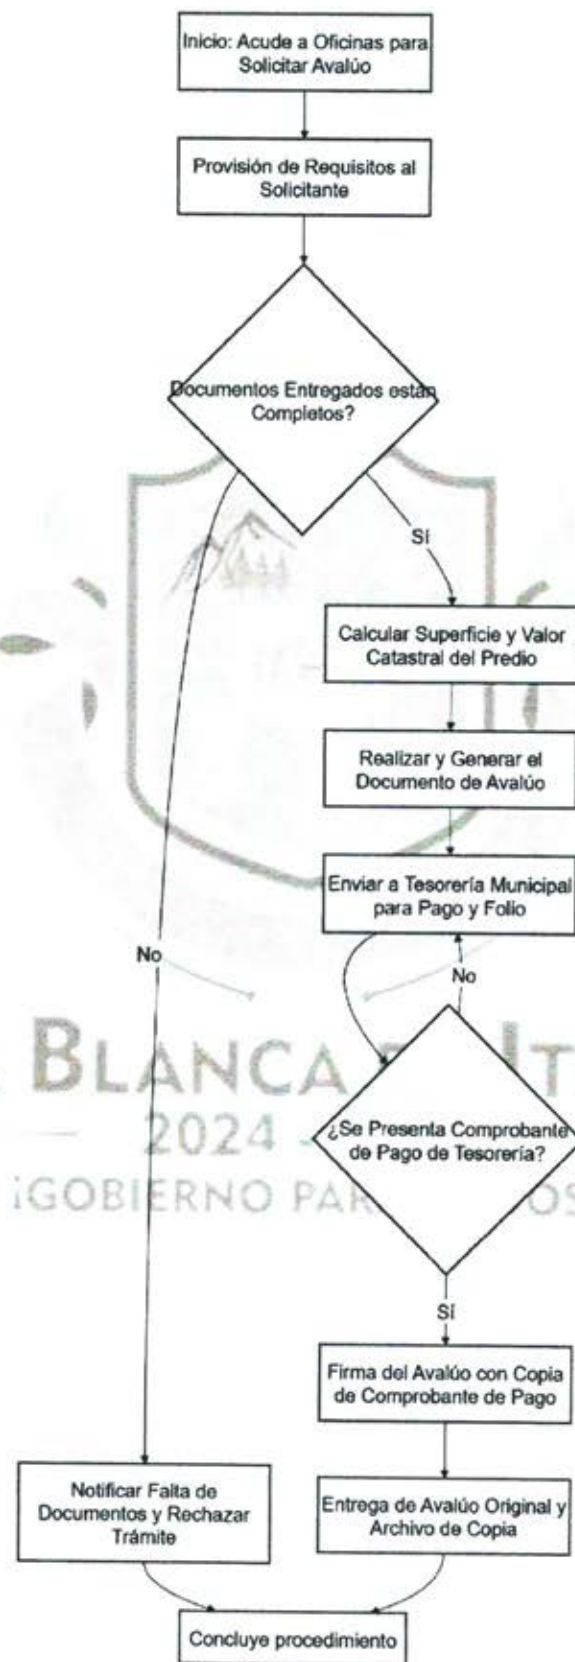 Inicio: Acude a Oficinas para
Solicitar Avalúo
Provisión de Requisitos al
Solicitante
Documentos Entregados están
Completos?
Sí
Calcular Superficie y Valor
Catastral del Predio
Realizar y Generar el
Documento de Avalúo
Enviar a Tesorería Municipal
para Pago y Folio
No
No
BLANCA
2024 -
¡GOBIERNO PAR
¿Se Presenta Comprobante
de Pago de Tesorería?
Sí
Firma del Avalúo con Copia
de Comprobante de Pago
Notificar Falta de
Documentos y Rechazar
Trámite
Entrega de Avalúo Original y
Archivo de Copia
Concluye procedimiento